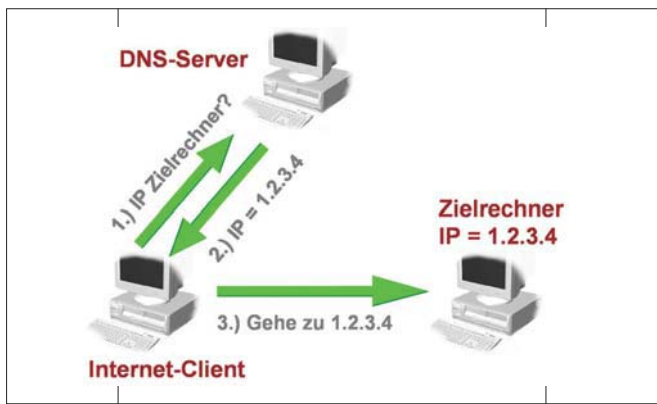 DNS-Server
1.) IP Zielrechner?
2.) IP = 1.2.3.4
Zielrechner
IP = 1.2.3.4
3.) Gehe zu 1.2.3.4
Internet-Client